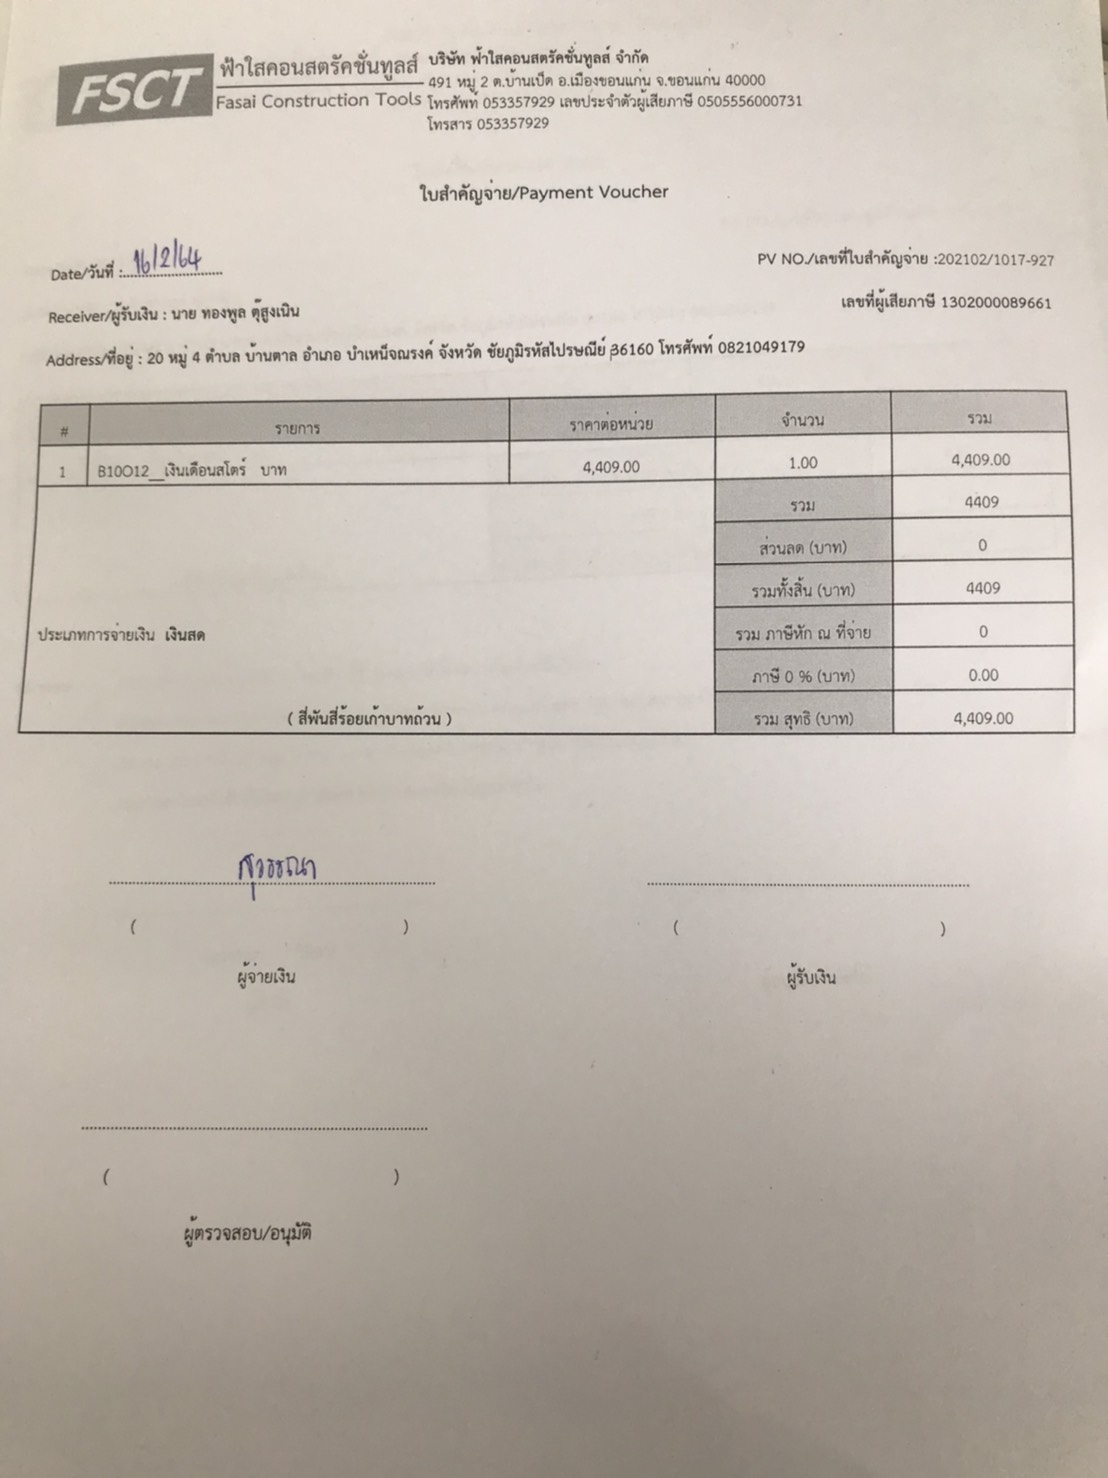 FSCT
ฟ้าใสคอนสตรัคชั่นทูลส์
Fasai Construction Tools
บริษัท ฟ้าใสคอนสตรัคชั่นทูลส์ จำกัด
491 หมู่ 2 ต.บ้านเป็ด อ.เมืองขอนแก่น จ.ขอนแก่น 40000
โทรศัพท์ 053357929 เลขประจำตัวผู้เสียภาษี 0505556000731
โทรสาร 053357929
ใบสำคัญจ่าย/Payment Voucher
Date/วันที่ : 16/2/64
PV NO./เลขที่ใบสำคัญจ่าย :202102/1017-927
Receiver/ผู้รับเงิน : นาย ทองพูล ตุ้สูงเนิน
เลขที่ผู้เสียภาษี 1302000089661
Address/ที่อยู่ : 20 หมู่ 4 ตำบล บ้านตาล อำเภอ บำเหน็จณรงค์ จังหวัด ชัยภูมิรหัสไปรษณีย์ 36160 โทรศัพท์ 0821049179
# รายการ ราคาต่อหน่วย จำนวน รวม
1 B10O12__เงินเดือนสโตร์ บาท 4,409.00 1.00 4,409.00
รวม 4409
ส่วนลด (บาท) 0
รวมทั้งสิ้น (บาท) 4409
ประเภทการจ่ายเงิน เงินสด รวม ภาษีหัก ณ ที่จ่าย 0
ภาษี 0 % (บาท) 0.00
( สี่พันสี่ร้อยเก้าบาทถ้วน ) รวม สุทธิ (บาท) 4,409.00
สุวรรณา
( ) ( )
ผู้จ่ายเงิน ผู้รับเงิน
( )
ผู้ตรวจสอบ/อนุมัติ